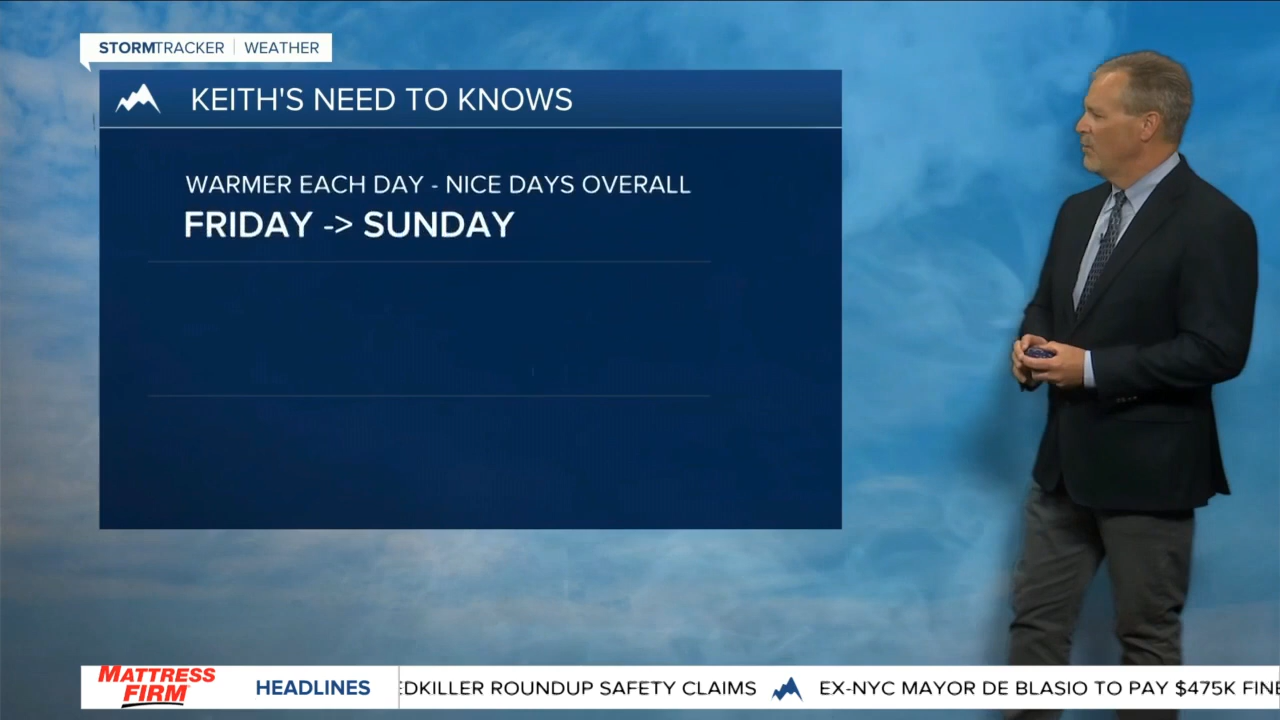 STORMTRACKER | WEATHER
KEITH'S NEED TO KNOWS
WARMER EACH DAY - NICE DAYS OVERALL
FRIDAY -> SUNDAY
MATTRESS
FIRM
HEADLINES
EDKILLER ROUNDUP SAFETY CLAIMS EX-NYC MAYOR DE BLASIO TO PAY $475K FINE